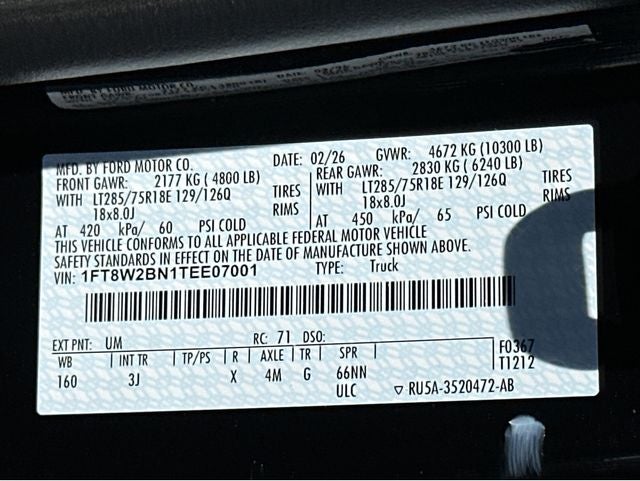 MFD. BY FORD MOTOR CO. DATE: 02/26 GVWR: 4672 KG (10300 LB)
FRONT GAWR: 2177 KG ( 4800 LB) REAR GAWR: 2830 KG ( 6240 LB)
WITH LT285/75R18E 129/126Q TIRES WITH LT285/75R18E 129/126Q TIRES
18x8.0J RIMS 18x8.0J RIMS
AT 420 kPa/ 60 PSI COLD AT 450 kPa/ 65 PSI COLD
THIS VEHICLE CONFORMS TO ALL APPLICABLE FEDERAL MOTOR VEHICLE
SAFETY STANDARDS IN EFFECT ON THE DATE OF MANUFACTURE SHOWN ABOVE.
VIN: 1FT8W2BN1TEE07001 TYPE: Truck
EXT PNT: UM RC: 71 DSO: F0367
WB INT TR TP/PS R AXLE TR SPR T1212
160 3J X 4M G 66NN
ULC ▽ RU5A-3520472-AB